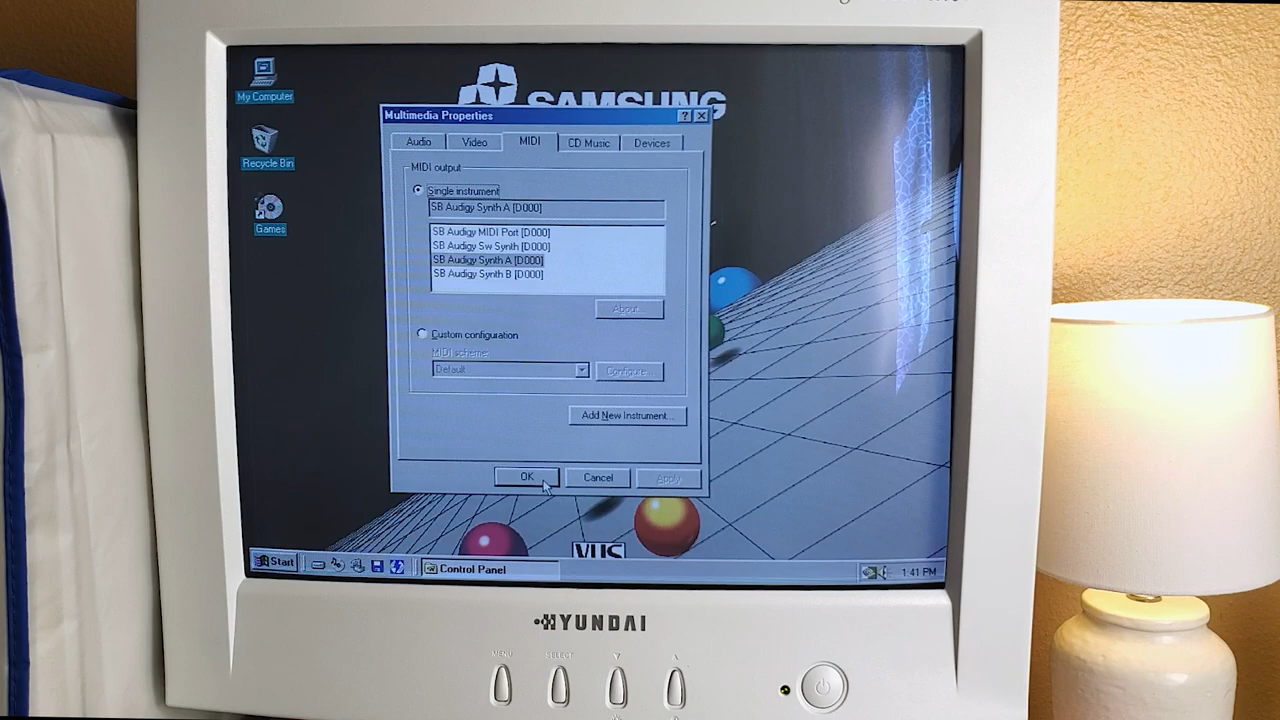 SAMSUNG
My Computer
Recycle Bin
Games
Multimedia Properties
Audio Video MIDI CD Music Devices
MIDI output
Single instrument
SB Audigy Synth A [D000]
SB Audigy MIDI Port [D000]
SB Audigy Sw Synth [D000]
SB Audigy Synth A [D000]
SB Audigy Synth B [D000]
About...
Custom configuration
MIDI scheme:
Default
Configure...
Add New Instrument...
OK Cancel Apply
VHS
Start Control Panel 1:41 PM
HYUNDAI
MENU SELECT